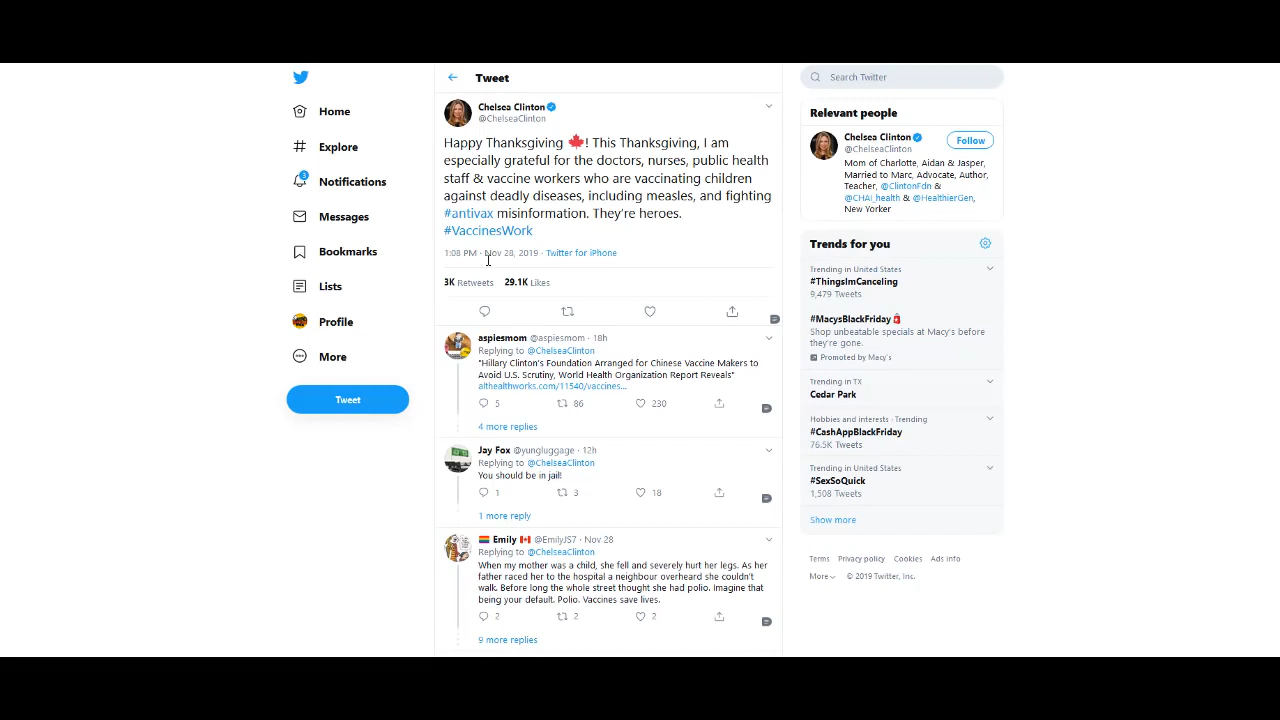 Home
Explore
3
Notifications
Messages
Bookmarks
Lists
Profile
More
Tweet
Tweet
Chelsea Clinton
@ChelseaClinton
Happy Thanksgiving 🍁! This Thanksgiving, I am
especially grateful for the doctors, nurses, public health
staff & vaccine workers who are vaccinating children
against deadly diseases, including measles, and fighting
#antivax misinformation. They're heroes.
#VaccinesWork
1:08 PM · Nov 28, 2019 · Twitter for iPhone
3K Retweets 29.1K Likes
aspiesmom @aspiesmom · 18h
Replying to @ChelseaClinton
"Hillary Clinton's Foundation Arranged for Chinese Vaccine Makers to
Avoid U.S. Scrutiny, World Health Organization Report Reveals"
althealthworks.com/11540/vaccines...
5 86 230
4 more replies
Jay Fox @yungluggage · 12h
Replying to @ChelseaClinton
You should be in jail!
1 3 18
1 more reply
Emily @EmilyJS7 · Nov 28
Replying to @ChelseaClinton
When my mother was a child, she fell and severely hurt her legs. As her
father raced her to the hospital a neighbour overheard she couldn't
walk. Before long the whole street thought she had polio. Imagine that
being your default. Polio. Vaccines save lives.
2 2 2
9 more replies
Search Twitter
Relevant people
Chelsea Clinton
@ChelseaClinton
Follow
Mom of Charlotte, Aidan & Jasper,
Married to Marc, Advocate, Author,
Teacher, @ClintonFdn &
@CHAI_health & @HealthierGen,
New Yorker
Trends for you
Trending in United States
#ThingsImCanceling
9,479 Tweets
#MacysBlackFriday
Shop unbeatable specials at Macy's before
they're gone.
Promoted by Macy's
Trending in TX
Cedar Park
Hobbies and interests · Trending
#CashAppBlackFriday
76.5K Tweets
Trending in United States
#SexSoQuick
1,508 Tweets
Show more
Terms Privacy policy Cookies Ads info
More © 2019 Twitter, Inc.